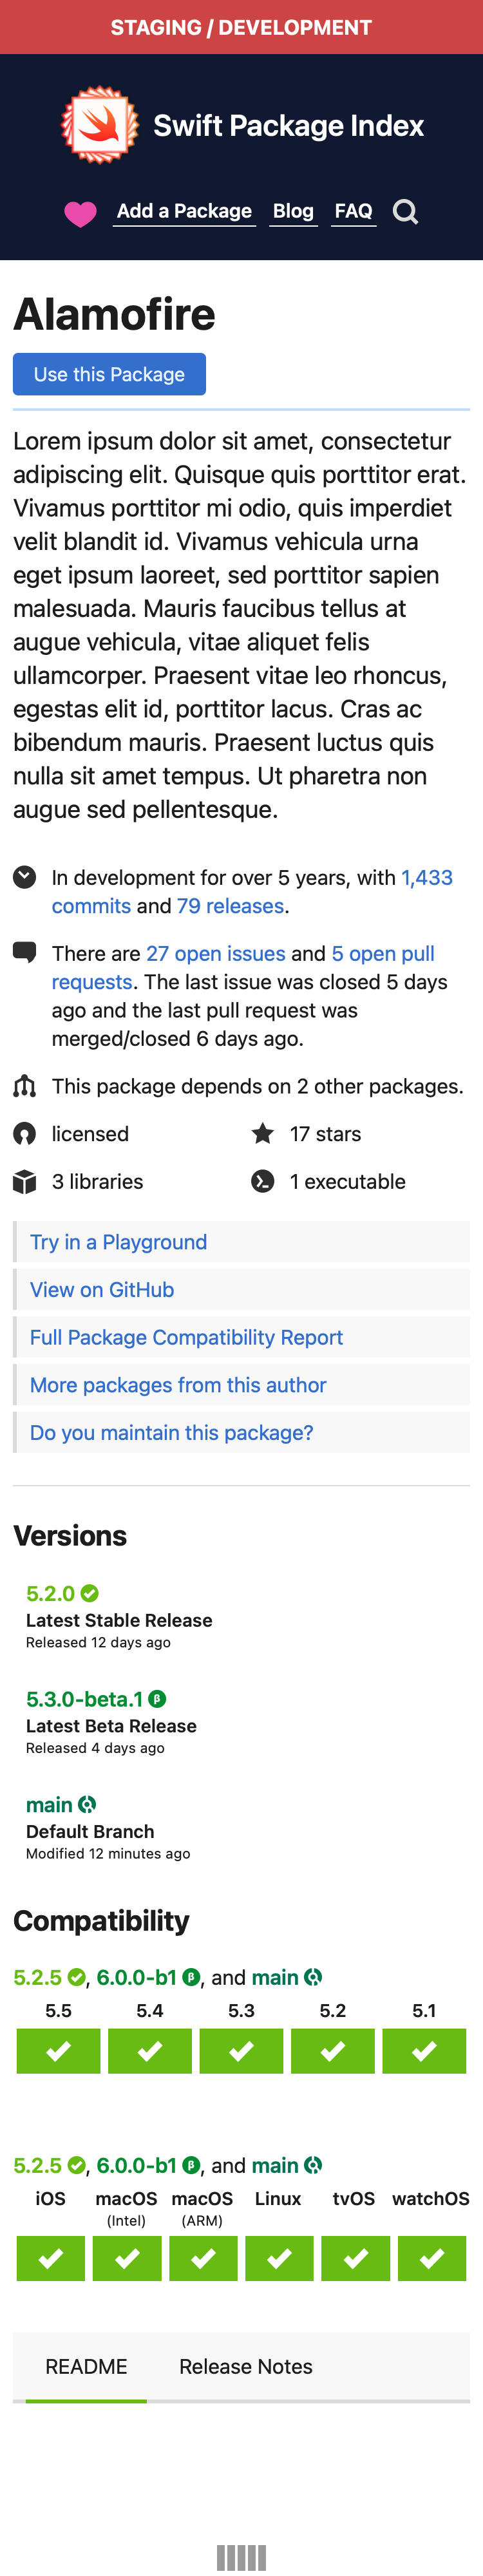 STAGING / DEVELOPMENT
Swift Package Index
Add a Package Blog FAQ
Alamofire
Use this Package
Lorem ipsum dolor sit amet, consectetur
adipiscing elit. Quisque quis porttitor erat.
Vivamus porttitor mi odio, quis imperdiet
velit blandit id. Vivamus vehicula urna
eget ipsum laoreet, sed porttitor sapien
malesuada. Mauris faucibus tellus at
augue vehicula, vitae aliquet felis
ullamcorper. Praesent vitae leo rhoncus,
egestas elit id, porttitor lacus. Cras ac
bibendum mauris. Praesent luctus quis
nulla sit amet tempus. Ut pharetra non
augue sed pellentesque.
In development for over 5 years, with 1,433
commits and 79 releases.
There are 27 open issues and 5 open pull
requests. The last issue was closed 5 days
ago and the last pull request was
merged/closed 6 days ago.
This package depends on 2 other packages.
licensed 17 stars
3 libraries 1 executable
Try in a Playground
View on GitHub
Full Package Compatibility Report
More packages from this author
Do you maintain this package?
Versions
5.2.0
Latest Stable Release
Released 12 days ago
5.3.0-beta.1 β
Latest Beta Release
Released 4 days ago
main
Default Branch
Modified 12 minutes ago
Compatibility
5.2.5, 6.0.0-b1 β, and main
5.5 5.4 5.3 5.2 5.1
5.2.5, 6.0.0-b1 β, and main
iOS macOS macOS Linux tvOS watchOS
(Intel) (ARM)
README Release Notes